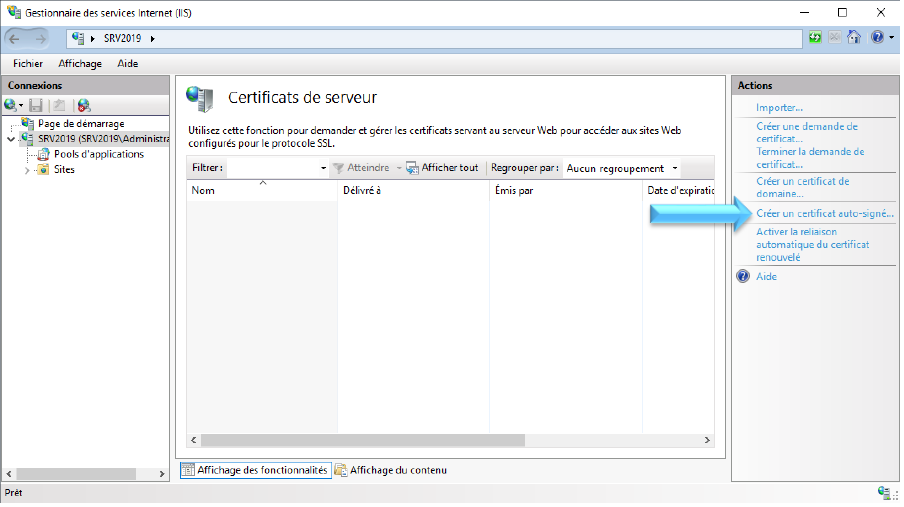 Gestionnaire des services Internet (IIS)
SRV2019
Fichier Affichage Aide
Connexions
Page de démarrage
SRV2019 (SRV2019\Administra
Pools d'applications
Sites
Certificats de serveur
Utilisez cette fonction pour demander et gérer les certificats servant au serveur Web pour accéder aux sites Web
configurés pour le protocole SSL.
Filtrer : Atteindre Afficher tout Regrouper par : Aucun regroupement
Nom Délivré à Émis par Date d'expiratic
Affichage des fonctionnalités Affichage du contenu
Actions
Importer...
Créer une demande de
certificat...
Terminer la demande de
certificat...
Créer un certificat de
domaine...
Créer un certificat auto-signé...
Activer la reliaison
automatique du certificat
renouvelé
Aide
Prêt